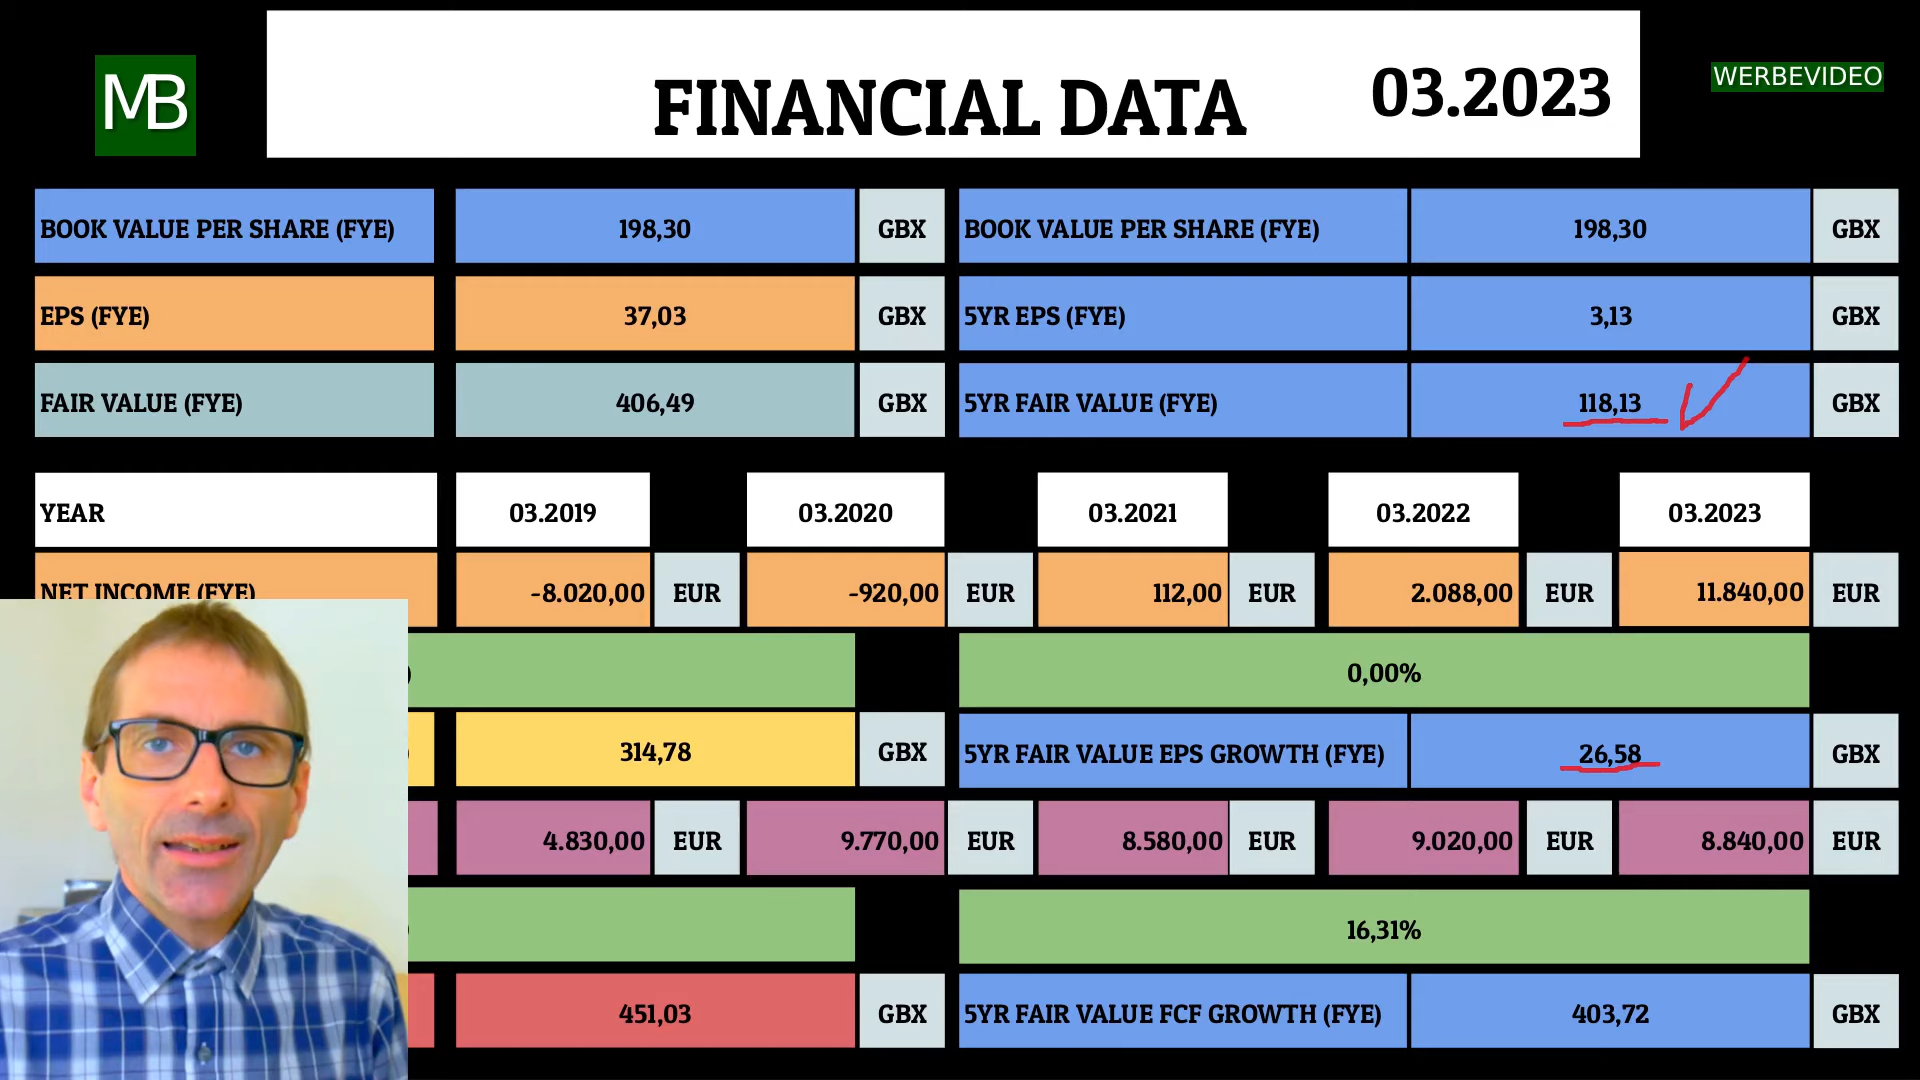 MB
FINANCIAL DATA 03.2023
WERBEVIDEO
BOOK VALUE PER SHARE (FYE) 198,30 GBX BOOK VALUE PER SHARE (FYE) 198,30 GBX
EPS (FYE) 37,03 GBX 5YR EPS (FYE) 3,13 GBX
FAIR VALUE (FYE) 406,49 GBX 5YR FAIR VALUE (FYE) 118,13 GBX
YEAR 03.2019 03.2020 03.2021 03.2022 03.2023
NET INCOME (FYE) -8.020,00 EUR -920,00 EUR 112,00 EUR 2.088,00 EUR 11.840,00 EUR
0,00%
314,78 GBX 5YR FAIR VALUE EPS GROWTH (FYE) 26,58 GBX
4.830,00 EUR 9.770,00 EUR 8.580,00 EUR 9.020,00 EUR 8.840,00 EUR
16,31%
451,03 GBX 5YR FAIR VALUE FCF GROWTH (FYE) 403,72 GBX